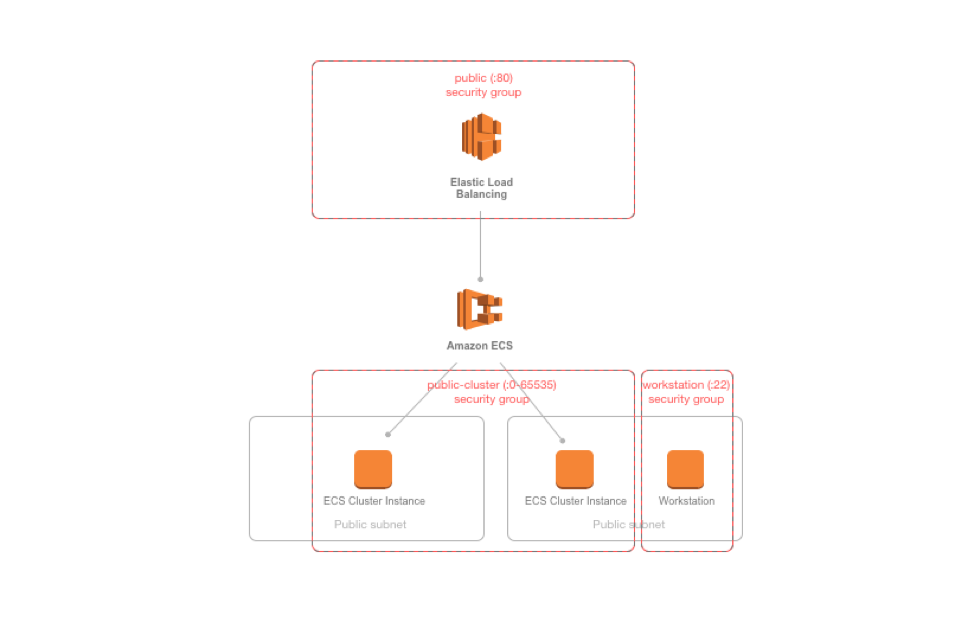 public (:80)
security group
Elastic Load
Balancing
Amazon ECS
public-cluster (:0-65535)
security group
workstation (:22)
security group
ECS Cluster Instance
ECS Cluster Instance
Workstation
Public subnet
Public subnet